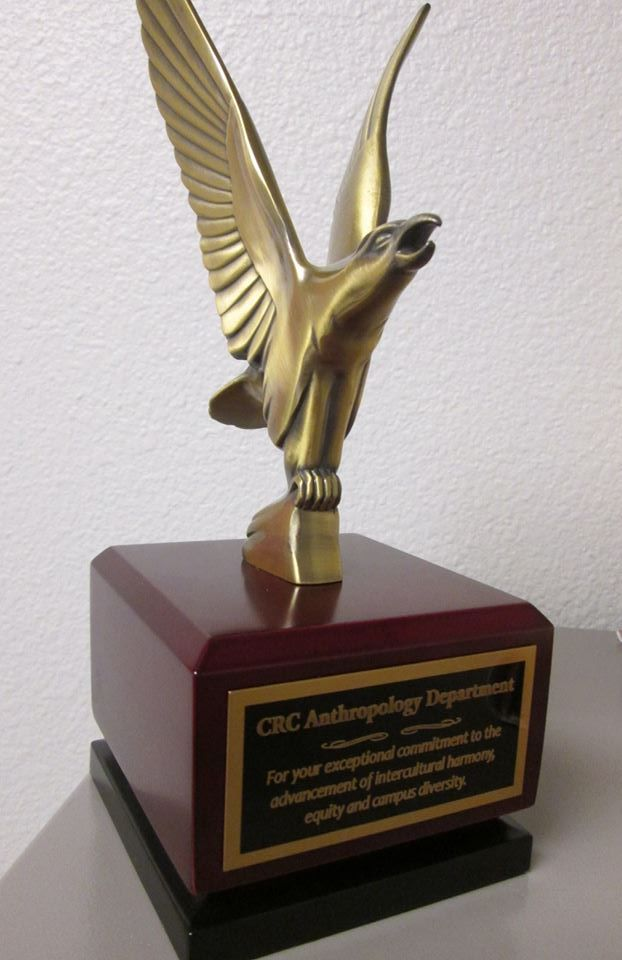 CRC Anthropology Department
For your exceptional commitment to the
advancement of intercultural harmony,
equity and campus diversity.